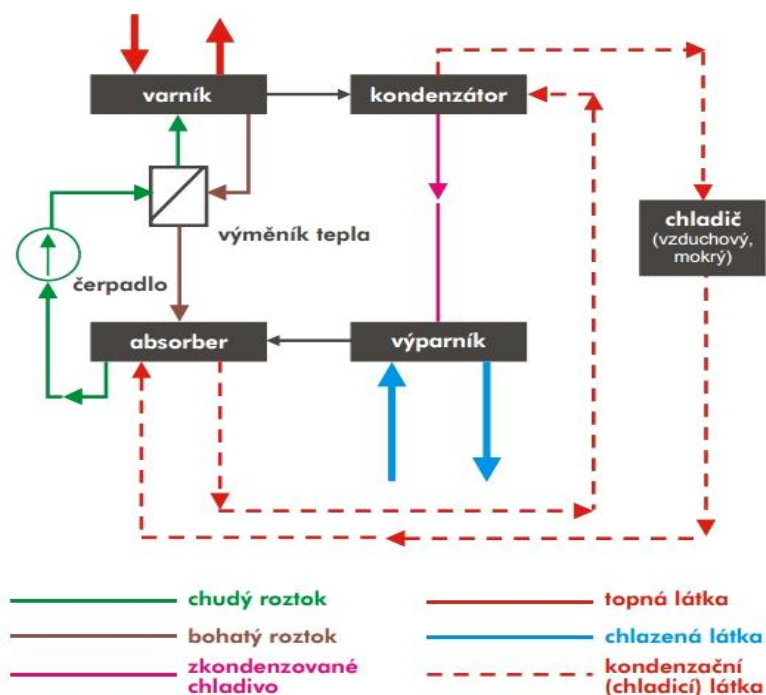 varník
kondenzátor
chladič
(vzduchový,
mokrý)
výměník tepla
čerpadlo
absorber
výparník
chudý roztok
bohatý roztok
zkondenzované
chladivo
topná látka
chlazená látka
kondenzační
(chladicí) látka